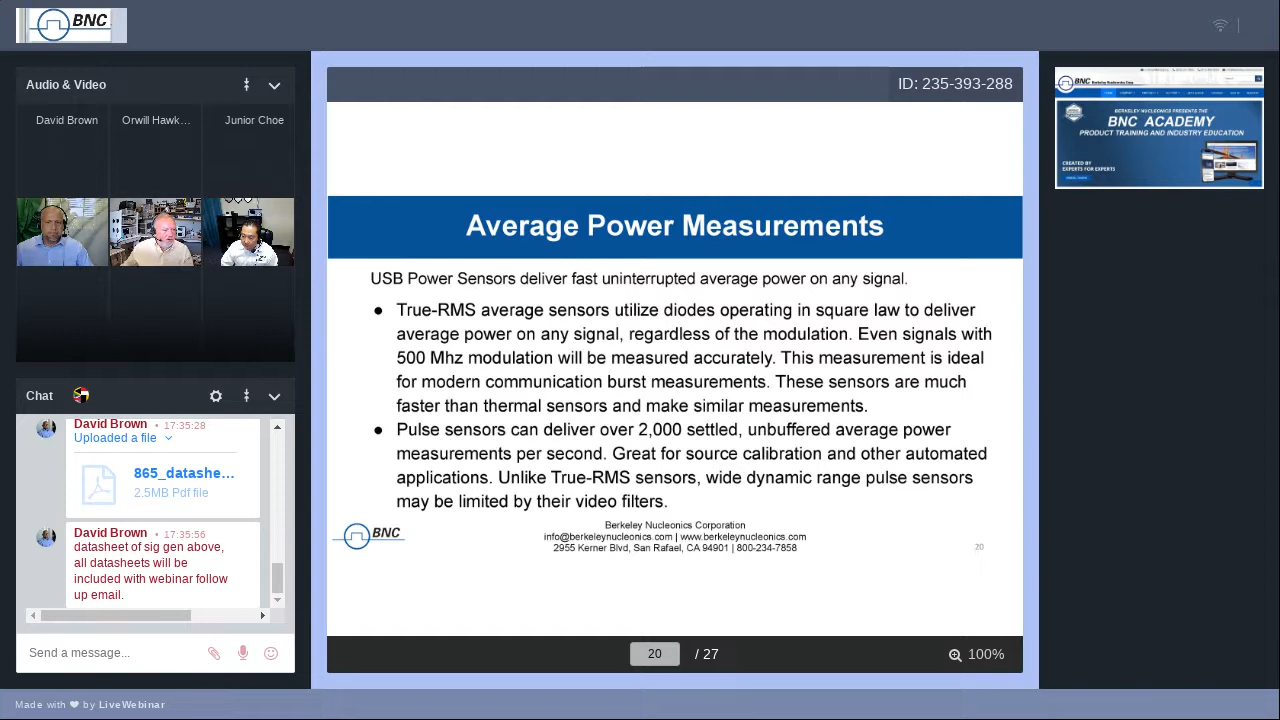 BNC
Audio & Video
David Brown
Orwill Hawk...
Junior Choe
Chat
David Brown • 17:35:28
Uploaded a file
865_datashe...
2.5MB Pdf file
David Brown • 17:35:56
datasheet of sig gen above,
all datasheets will be
included with webinar follow
up email.
Send a message...
Made with by LiveWebinar
ID: 235-393-288
Average Power Measurements
USB Power Sensors deliver fast uninterrupted average power on any signal.
● True-RMS average sensors utilize diodes operating in square law to deliver
average power on any signal, regardless of the modulation. Even signals with
500 Mhz modulation will be measured accurately. This measurement is ideal
for modern communication burst measurements. These sensors are much
faster than thermal sensors and make similar measurements.
● Pulse sensors can deliver over 2,000 settled, unbuffered average power
measurements per second. Great for source calibration and other automated
applications. Unlike True-RMS sensors, wide dynamic range pulse sensors
may be limited by their video filters.
BNC
Berkeley Nucleonics Corporation
info@berkeleynucleonics.com | www.berkeleynucleonics.com
2955 Kerner Blvd, San Rafael, CA 94901 | 800-234-7858
20
20 / 27
100%
BNC Berkeley Nucleonics Corp
BERKELEY NUCLEONICS PRESENTS THE
BNC ACADEMY
PRODUCT TRAINING AND INDUSTRY EDUCATION
CREATED BY
EXPERTS FOR EXPERTS